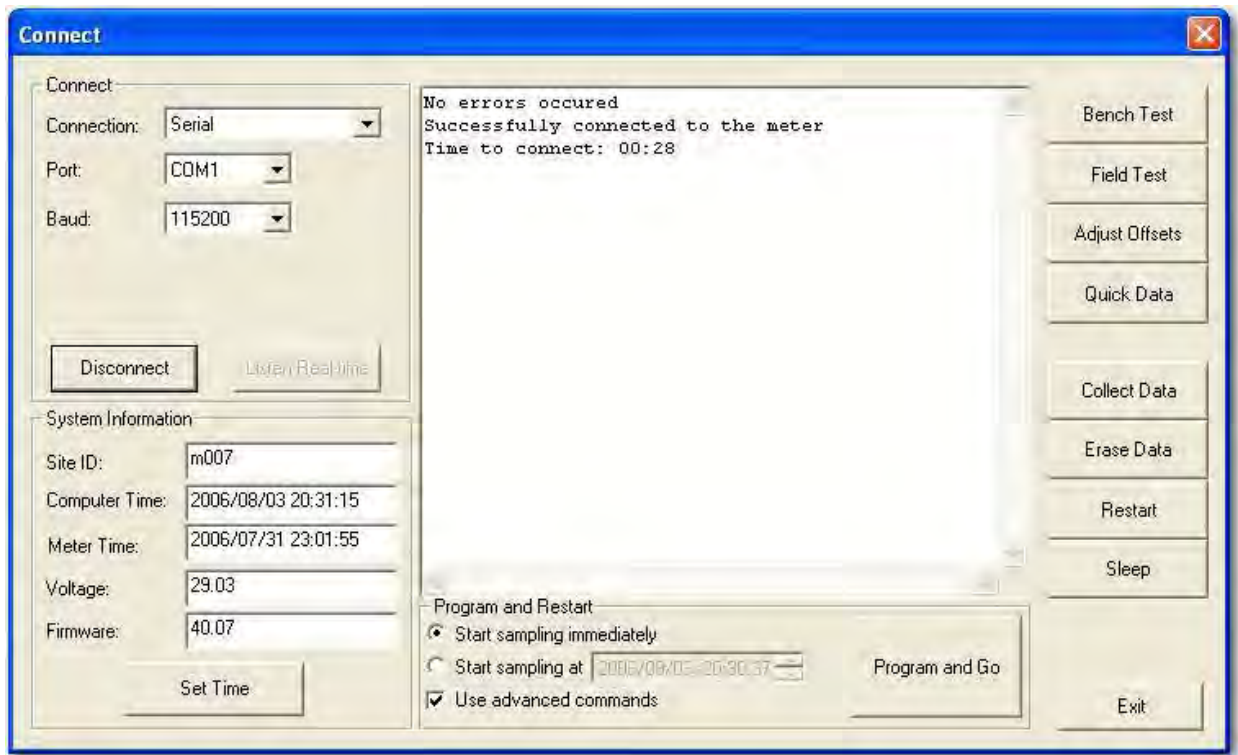 Connect
Connect
Connection: Serial
Port: COM1
Baud: 115200
Disconnect
Listen Real-time
System Information
Site ID: m007
Computer Time: 2006/08/03 20:31:15
Meter Time: 2006/07/31 23:01:55
Voltage: 29.03
Firmware: 40.07
Set Time
No errors occured
Successfully connected to the meter
Time to connect: 00:28
Program and Restart
Start sampling immediately
Start sampling at
Use advanced commands
Program and Go
Bench Test
Field Test
Adjust Offsets
Quick Data
Collect Data
Erase Data
Restart
Sleep
Exit